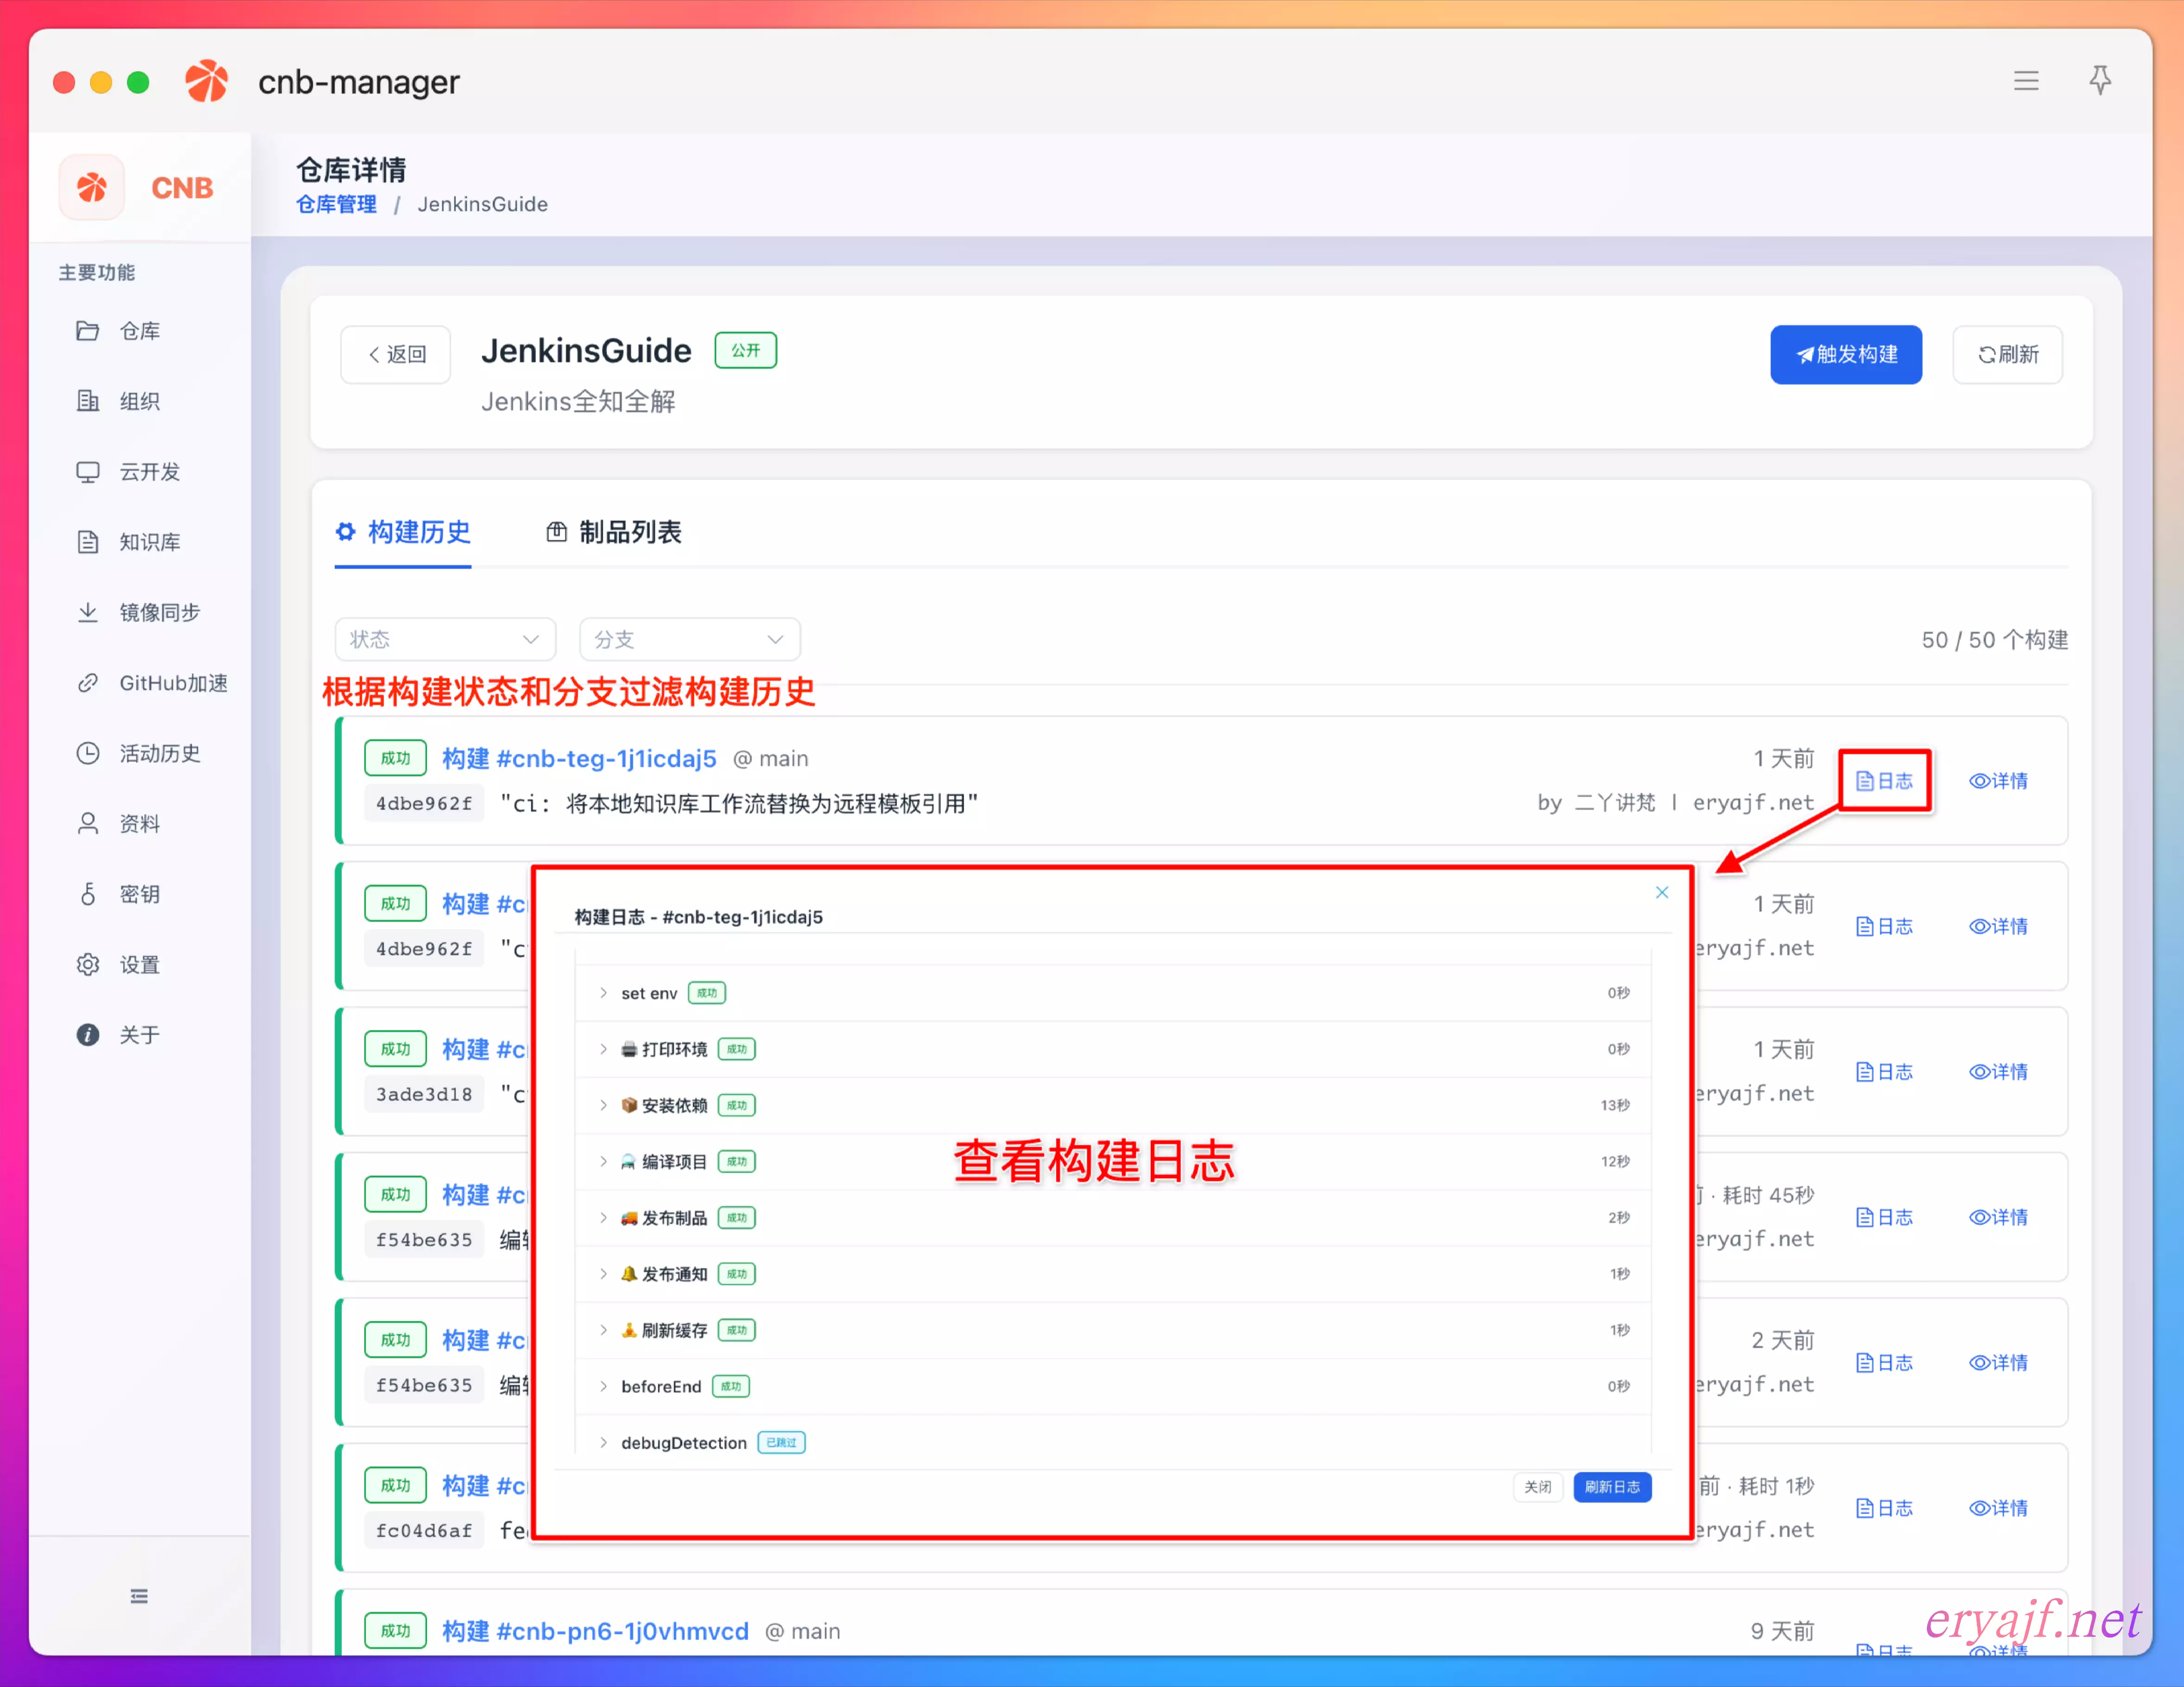 cnb-manager
CNB
主要功能
仓库
组织
云开发
知识库
镜像同步
GitHub加速
活动历史
资料
密钥
设置
关于
仓库详情
仓库管理 / JenkinsGuide
返回
JenkinsGuide 公开
Jenkins全知全解
触发构建
刷新
构建历史
制品列表
状态
分支
50 / 50 个构建
根据构建状态和分支过滤构建历史
成功 构建 #cnb-teg-1j1icdaj5 @ main
1 天前
4dbe962f "ci: 将本地知识库工作流替换为远程模板引用"
by 二丫讲梵 | eryajf.net
日志 详情
成功 构建 #c
1 天前
4dbe962f "c
eryajf.net
日志 详情
成功 构建 #c
1 天前
3ade3d18 "c
eryajf.net
日志 详情
成功 构建 #c
· 耗时 45秒
f54be635 编
eryajf.net
日志 详情
成功 构建 #c
2 天前
f54be635 编
eryajf.net
日志 详情
成功 构建 #c
前 · 耗时 1秒
fc04d6af fe
eryajf.net
日志 详情
成功 构建 #cnb-pn6-1j0vhmvcd @ main
9 天前
日志 详情
构建日志 - #cnb-teg-1j1icdaj5
set env 成功 0秒
打印环境 成功 0秒
安装依赖 成功 13秒
编译项目 成功 12秒
发布制品 成功 2秒
发布通知 成功 1秒
刷新缓存 成功 1秒
beforeEnd 成功 0秒
debugDetection 已跳过
查看构建日志
关闭
刷新日志
eryajf.net